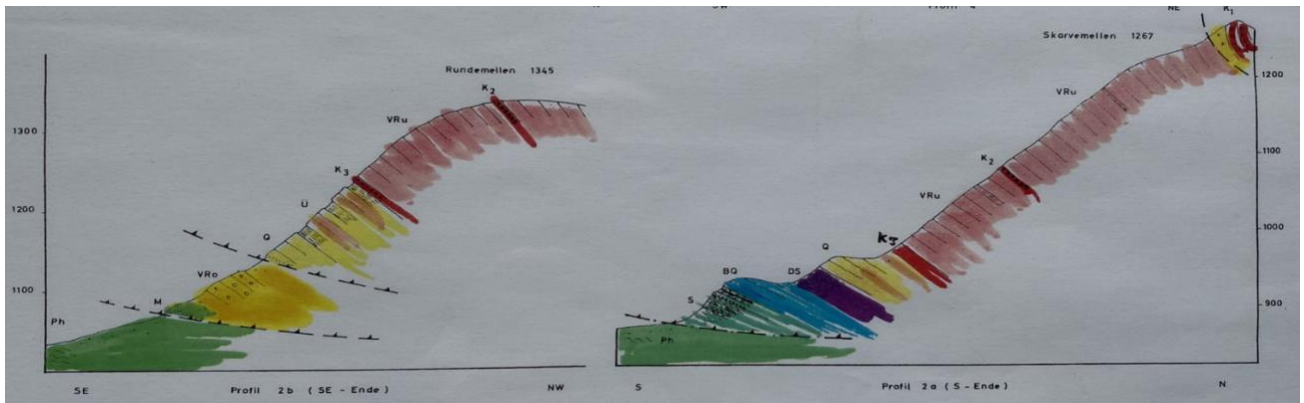 NE K1
Skarvemellen 1267
Rundemellen 1345
K2
VRu
1300
K3
Ü
1200
Q
VRo
1100
M
Ph
SE Profil 2b ( SE - Ende ) NW
1200
VRu
1100
K2
VRu
1000
K3
Q
DS
BQ
900
S
Ph
S Profil 2a ( S - Ende ) N